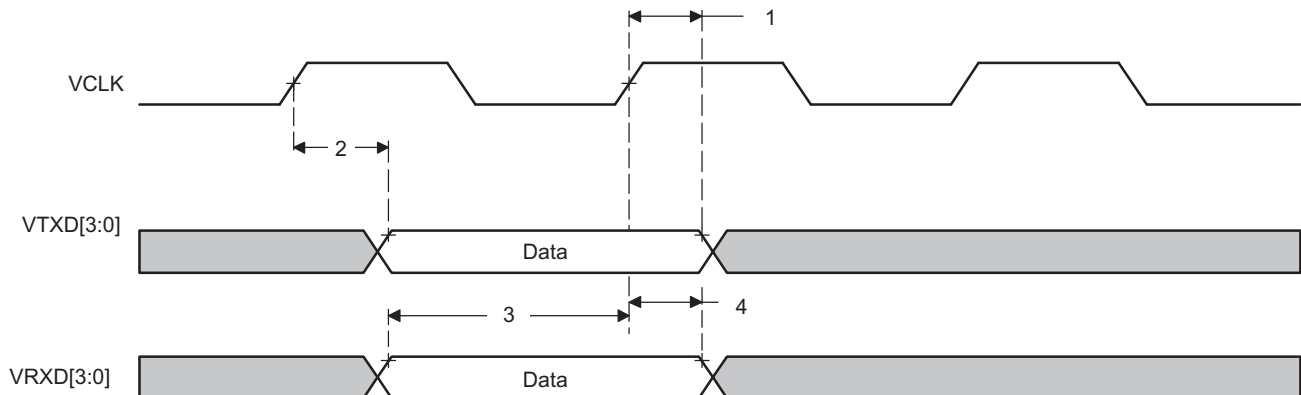 1
VCLK
2
VTXD[3:0]
Data
3
4
VRXD[3:0]
Data